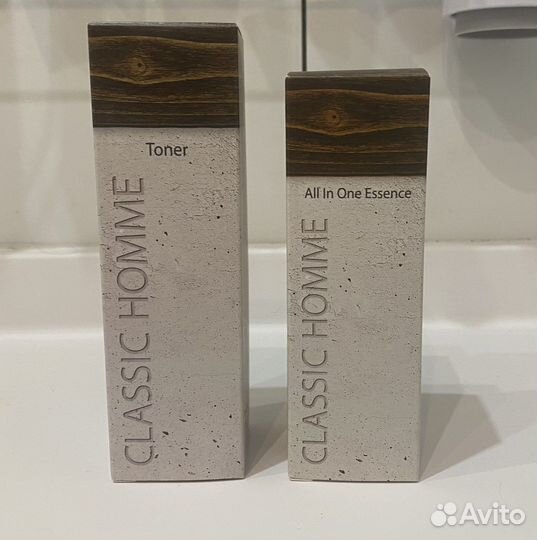 Toner
CLASSIC HOMME
All In One Essence
CLASSIC HOMME
Avito